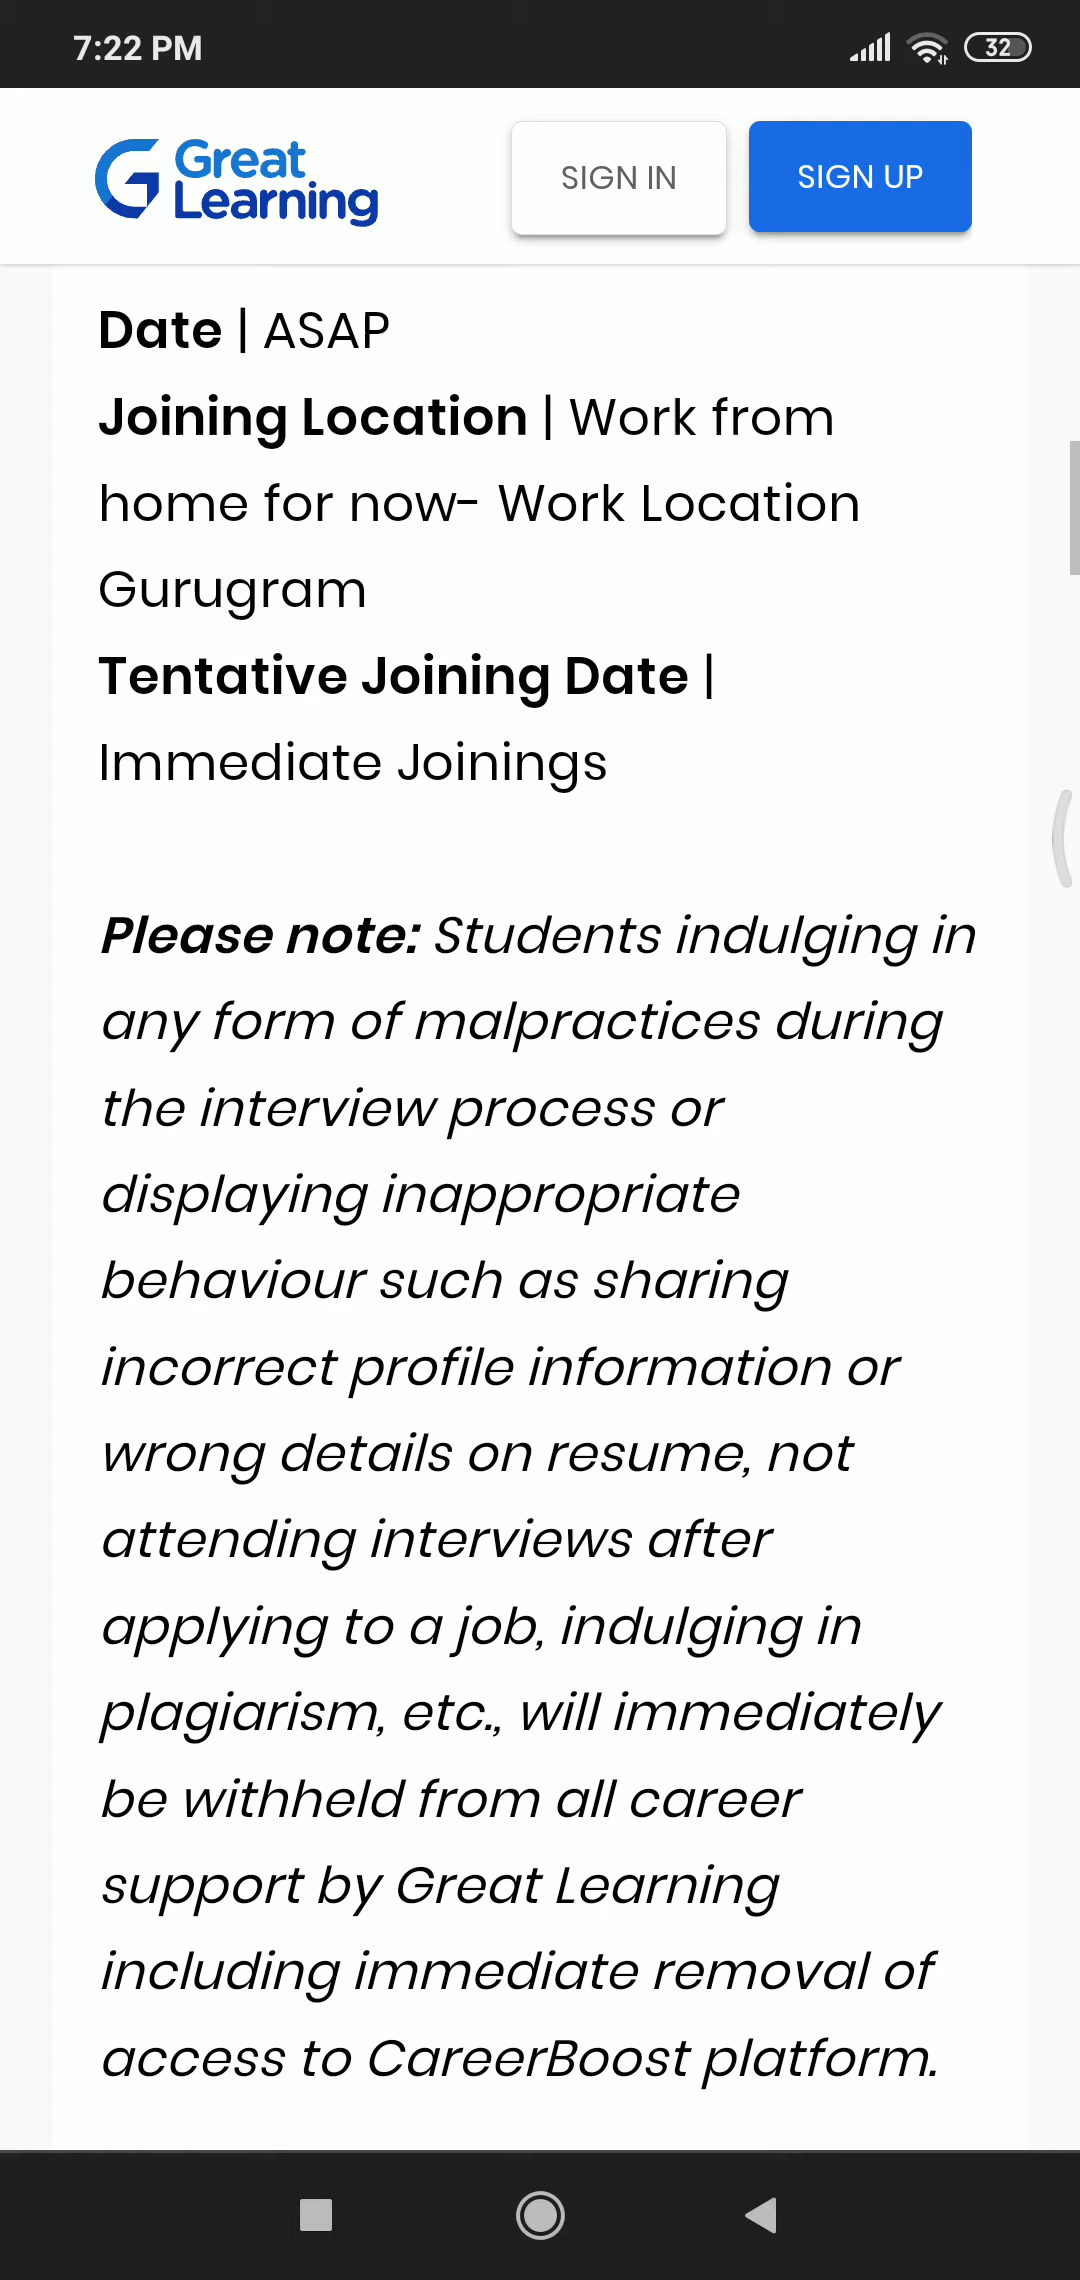 7:22 PM
32
Great
Learning
SIGN IN
SIGN UP
Date | ASAP
Joining Location | Work from
home for now- Work Location
Gurugram
Tentative Joining Date |
Immediate Joinings
Please note: Students indulging in
any form of malpractices during
the interview process or
displaying inappropriate
behaviour such as sharing
incorrect profile information or
wrong details on resume, not
attending interviews after
applying to a job, indulging in
plagiarism, etc., will immediately
be withheld from all career
support by Great Learning
including immediate removal of
access to CareerBoost platform.